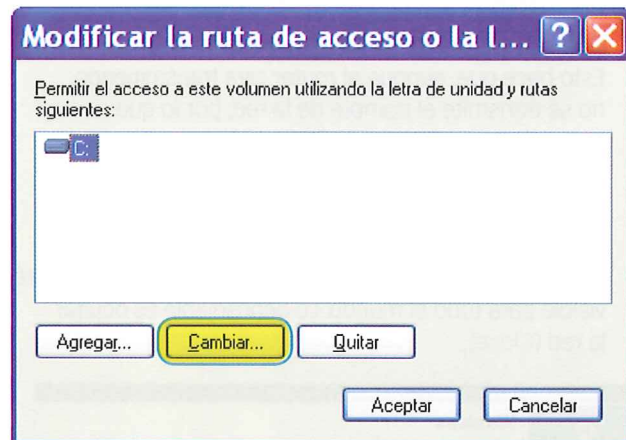 Modificar la ruta de acceso o la l...
Permitir el acceso a este volumen utilizando la letra de unidad y rutas
siguientes:
C:
Agregar... Cambiar... Quitar
Aceptar Cancelar